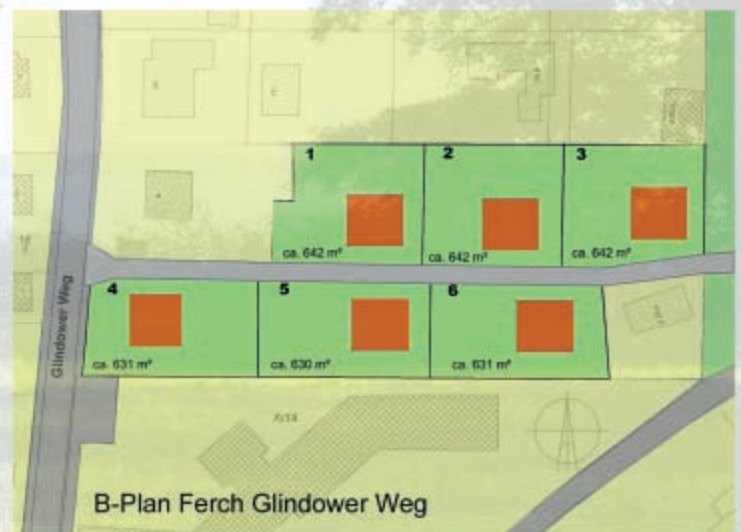 1
2
3
ca. 642 m²
ca. 642 m²
ca. 642 m²
Glindower Weg
4
5
6
ca. 631 m²
ca. 630 m²
ca. 631 m²
B-Plan Ferch Glindower Weg